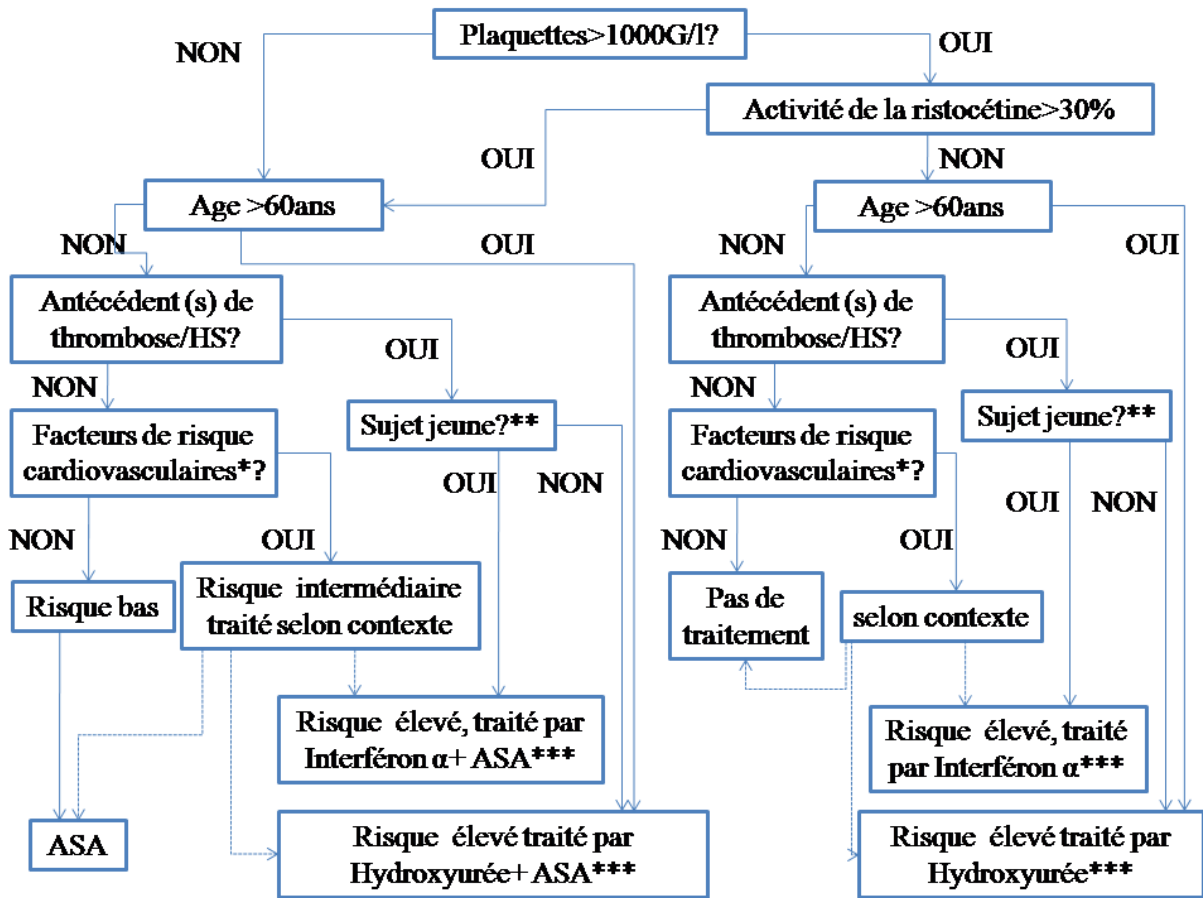 Plaquettes>1000G/l?
NON
OUI
Activité de la ristocétine>30%
OUI
NON
Age >60ans
Age >60ans
NON
OUI
NON
OUI
Antécédent (s) de
thrombose/HS?
Antécédent (s) de
thrombose/HS?
OUI
OUI
NON
NON
Facteurs de risque
cardiovasculaires*?
Sujet jeune?**
Facteurs de risque
cardiovasculaires*?
Sujet jeune?**
OUI
NON
OUI
NON
NON
OUI
NON
OUI
Risque bas
Risque intermédiaire
traité selon contexte
Pas de
traitement
selon contexte
Risque élevé, traité par
Interféron α+ ASA***
Risque élevé, traité
par Interféron α***
ASA
Risque élevé traité par
Hydroxyurée+ ASA***
Risque élevé traité par
Hydroxyurée***